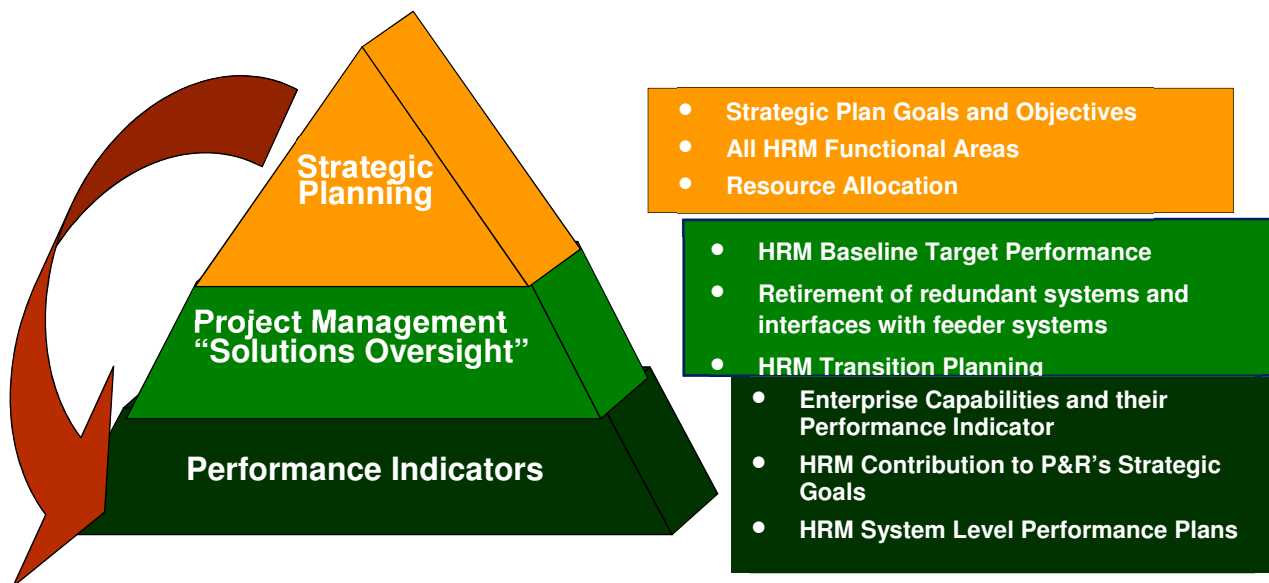 Strategic
Planning
Project Management
“Solutions Oversight”
Performance Indicators
• Strategic Plan Goals and Objectives
• All HRM Functional Areas
• Resource Allocation
• HRM Baseline Target Performance
• Retirement of redundant systems and
interfaces with feeder systems
• HRM Transition Planning
• Enterprise Capabilities and their
Performance Indicator
• HRM Contribution to P&R’s Strategic
Goals
• HRM System Level Performance Plans